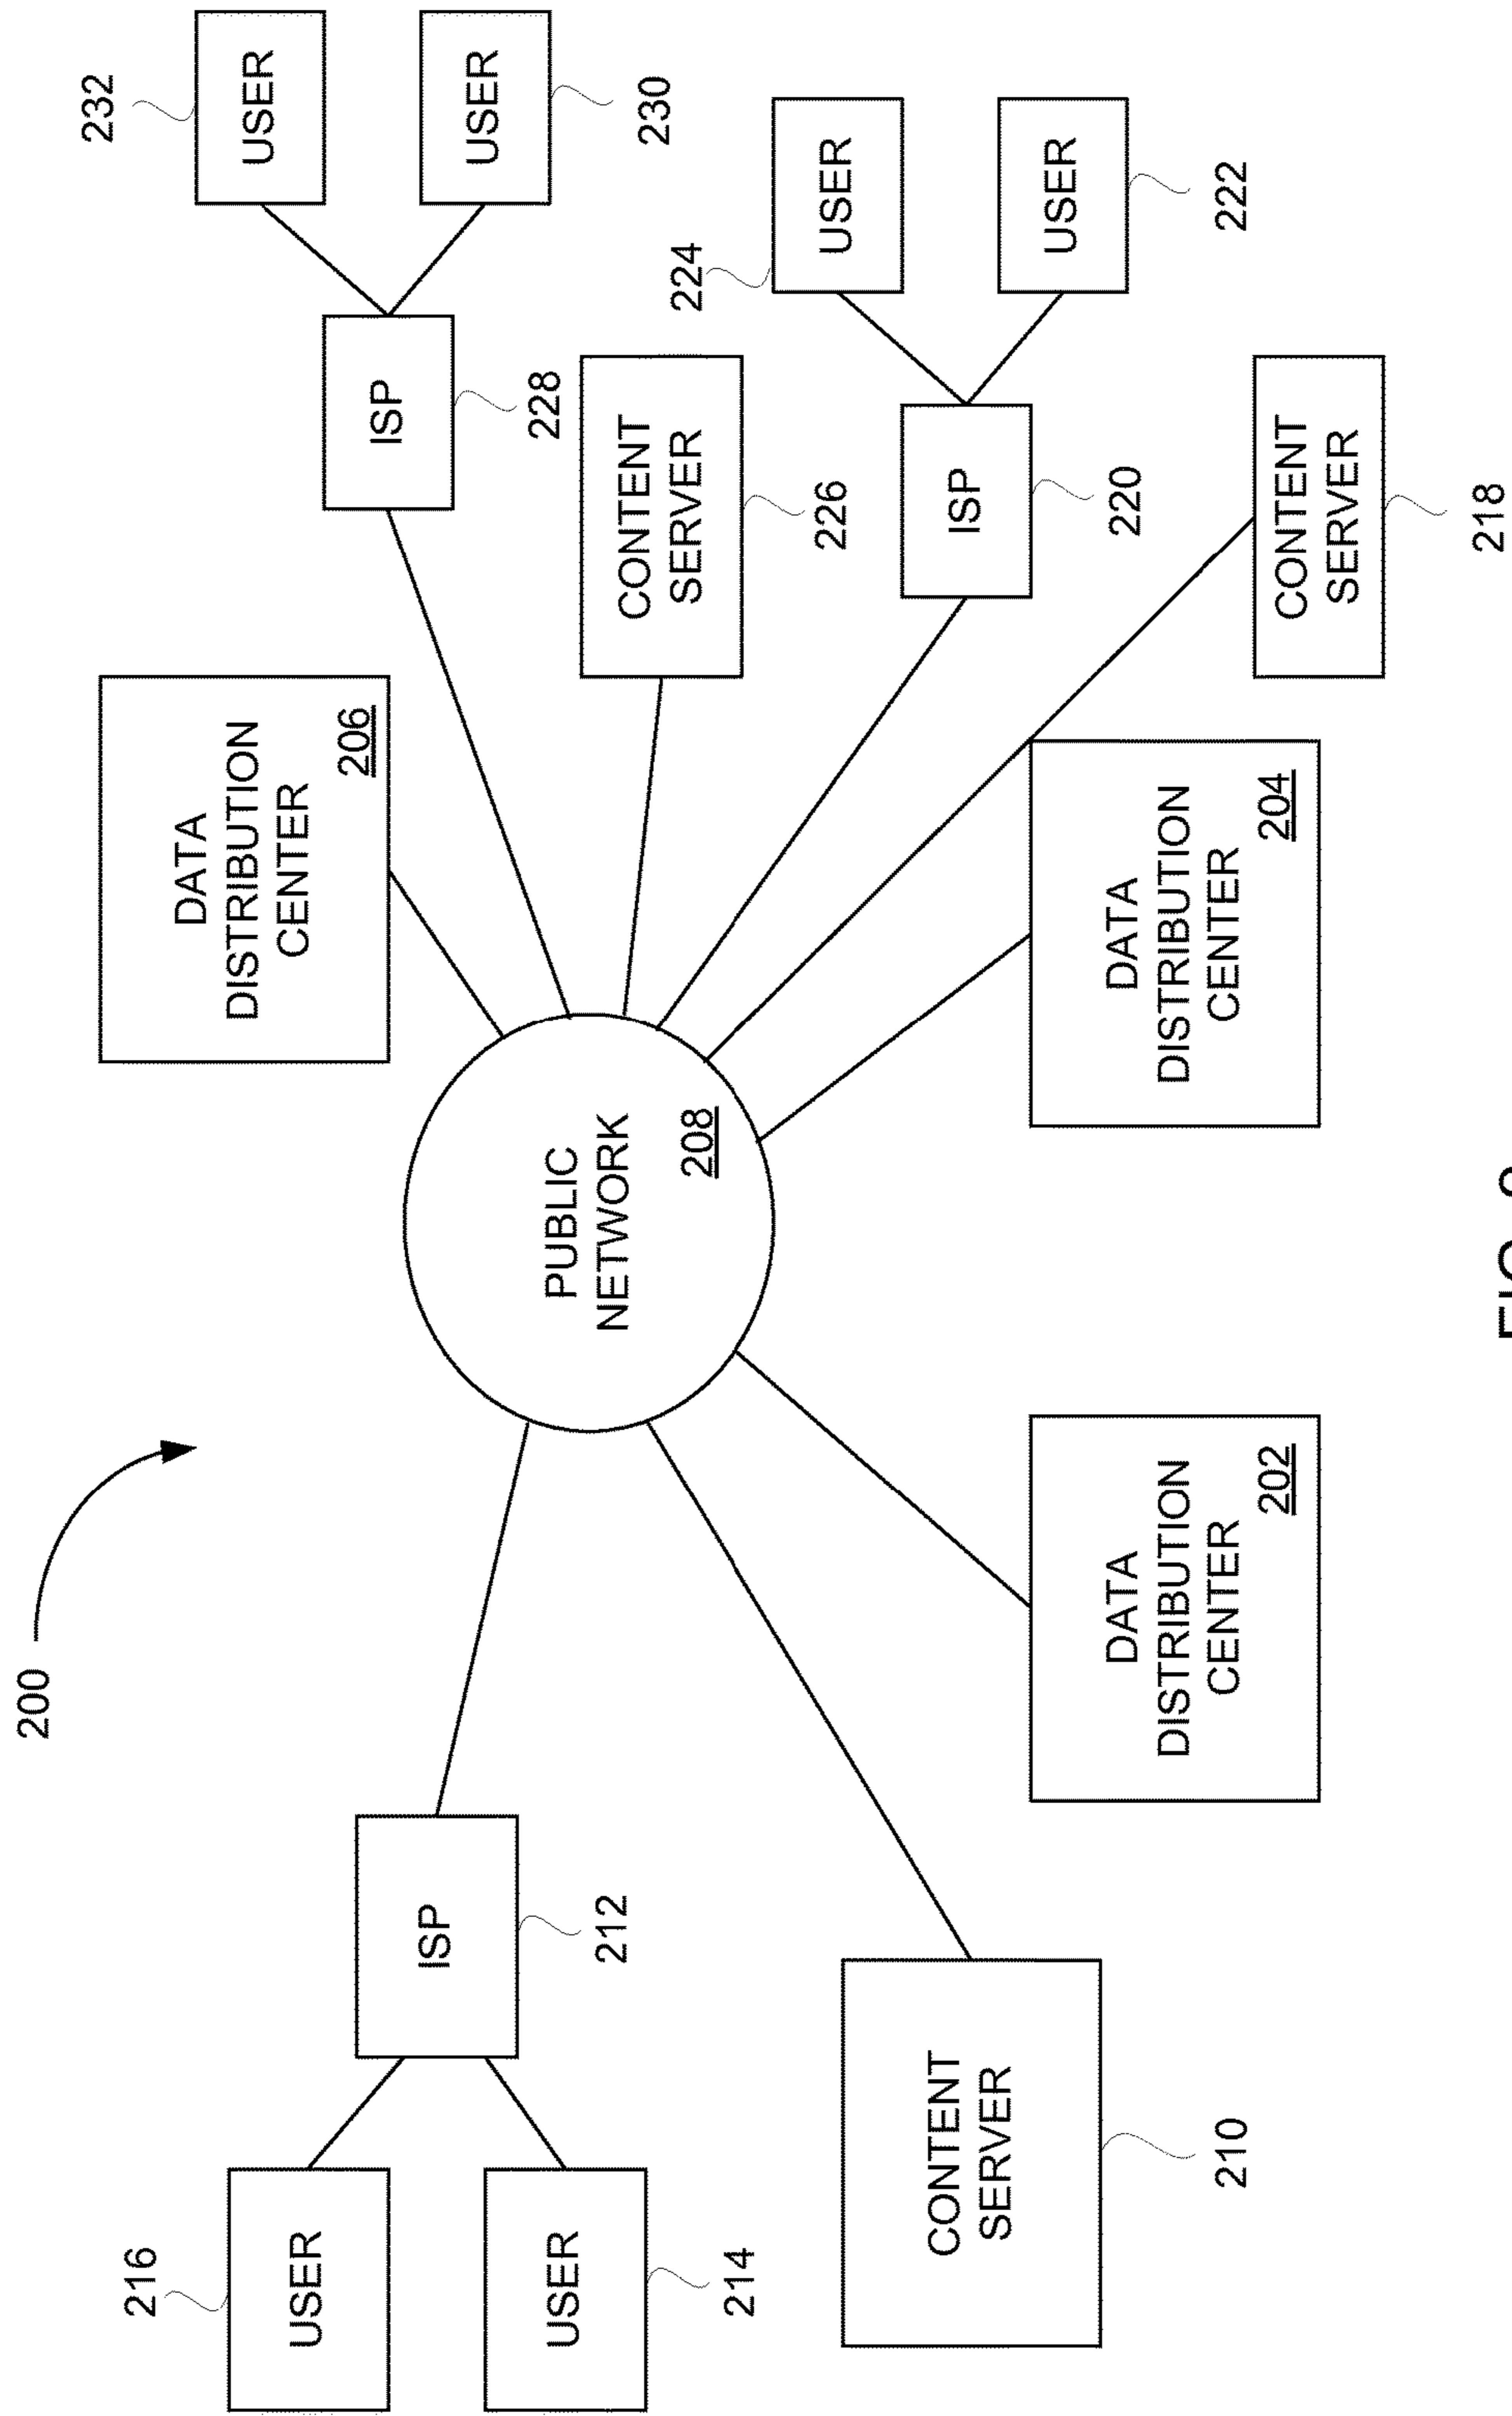 200
216
USER
USER
214
ISP
212
CONTENT
SERVER
210
PUBLIC
NETWORK
208
DATA
DISTRIBUTION
CENTER
202
DATA
DISTRIBUTION
CENTER
204
DATA
DISTRIBUTION
CENTER
206
ISP
228
232
USER
USER
230
CONTENT
SERVER
226
224
USER
USER
222
ISP
220
CONTENT
SERVER
218